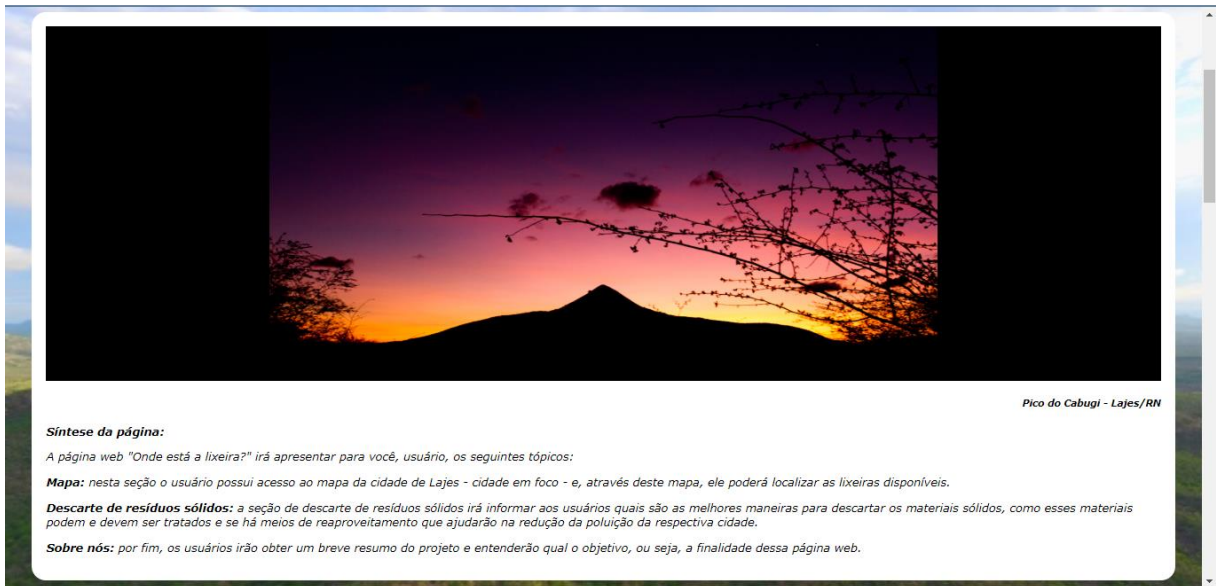 Pico do Cabugi - Lajes/RN
Síntese da página:
A página web "Onde está a lixeira?" irá apresentar para você, usuário, os seguintes tópicos:
Mapa: nesta seção o usuário possui acesso ao mapa da cidade de Lajes - cidade em foco - e, através deste mapa, ele poderá localizar as lixeiras disponíveis.
Descarte de resíduos sólidos: a seção de descarte de resíduos sólidos irá informar aos usuários quais são as melhores maneiras para descartar os materiais sólidos, como esses materiais
podem e devem ser tratados e se há meios de reaproveitamento que ajudarão na redução da poluição da respectiva cidade.
Sobre nós: por fim, os usuários irão obter um breve resumo do projeto e entenderão qual o objetivo, ou seja, a finalidade dessa página web.